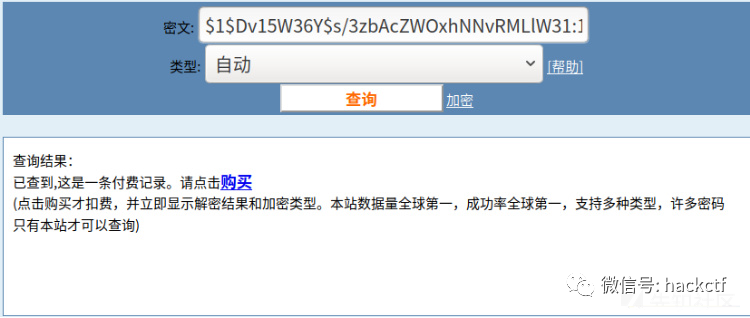 密文: $1$Dv15W36Y$s/3zbAcZWOxhNNvRMLlW31:1
类型: 自动 [帮助]
查询 加密
查询结果:
已查到,这是一条付费记录。请点击购买
(点击购买才扣费，并立即显示解密结果和加密类型。本站数据量全球第一，成功率全球第一，支持多种类型，许多密码
只有本站才可以查询)
微信号: hackctf